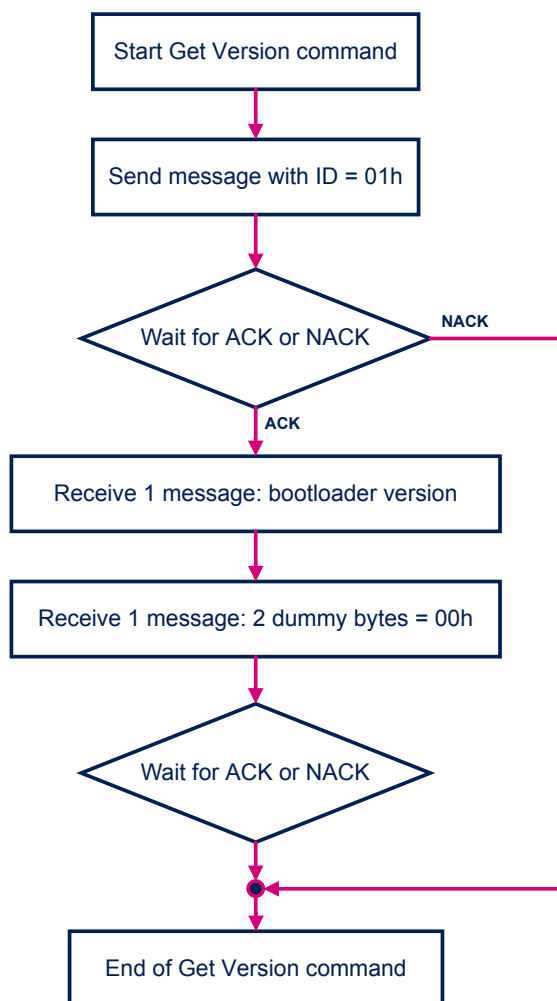 Start Get Version command
Send message with ID = 01h
Wait for ACK or NACK
NACK
ACK
Receive 1 message: bootloader version
Receive 1 message: 2 dummy bytes = 00h
Wait for ACK or NACK
End of Get Version command